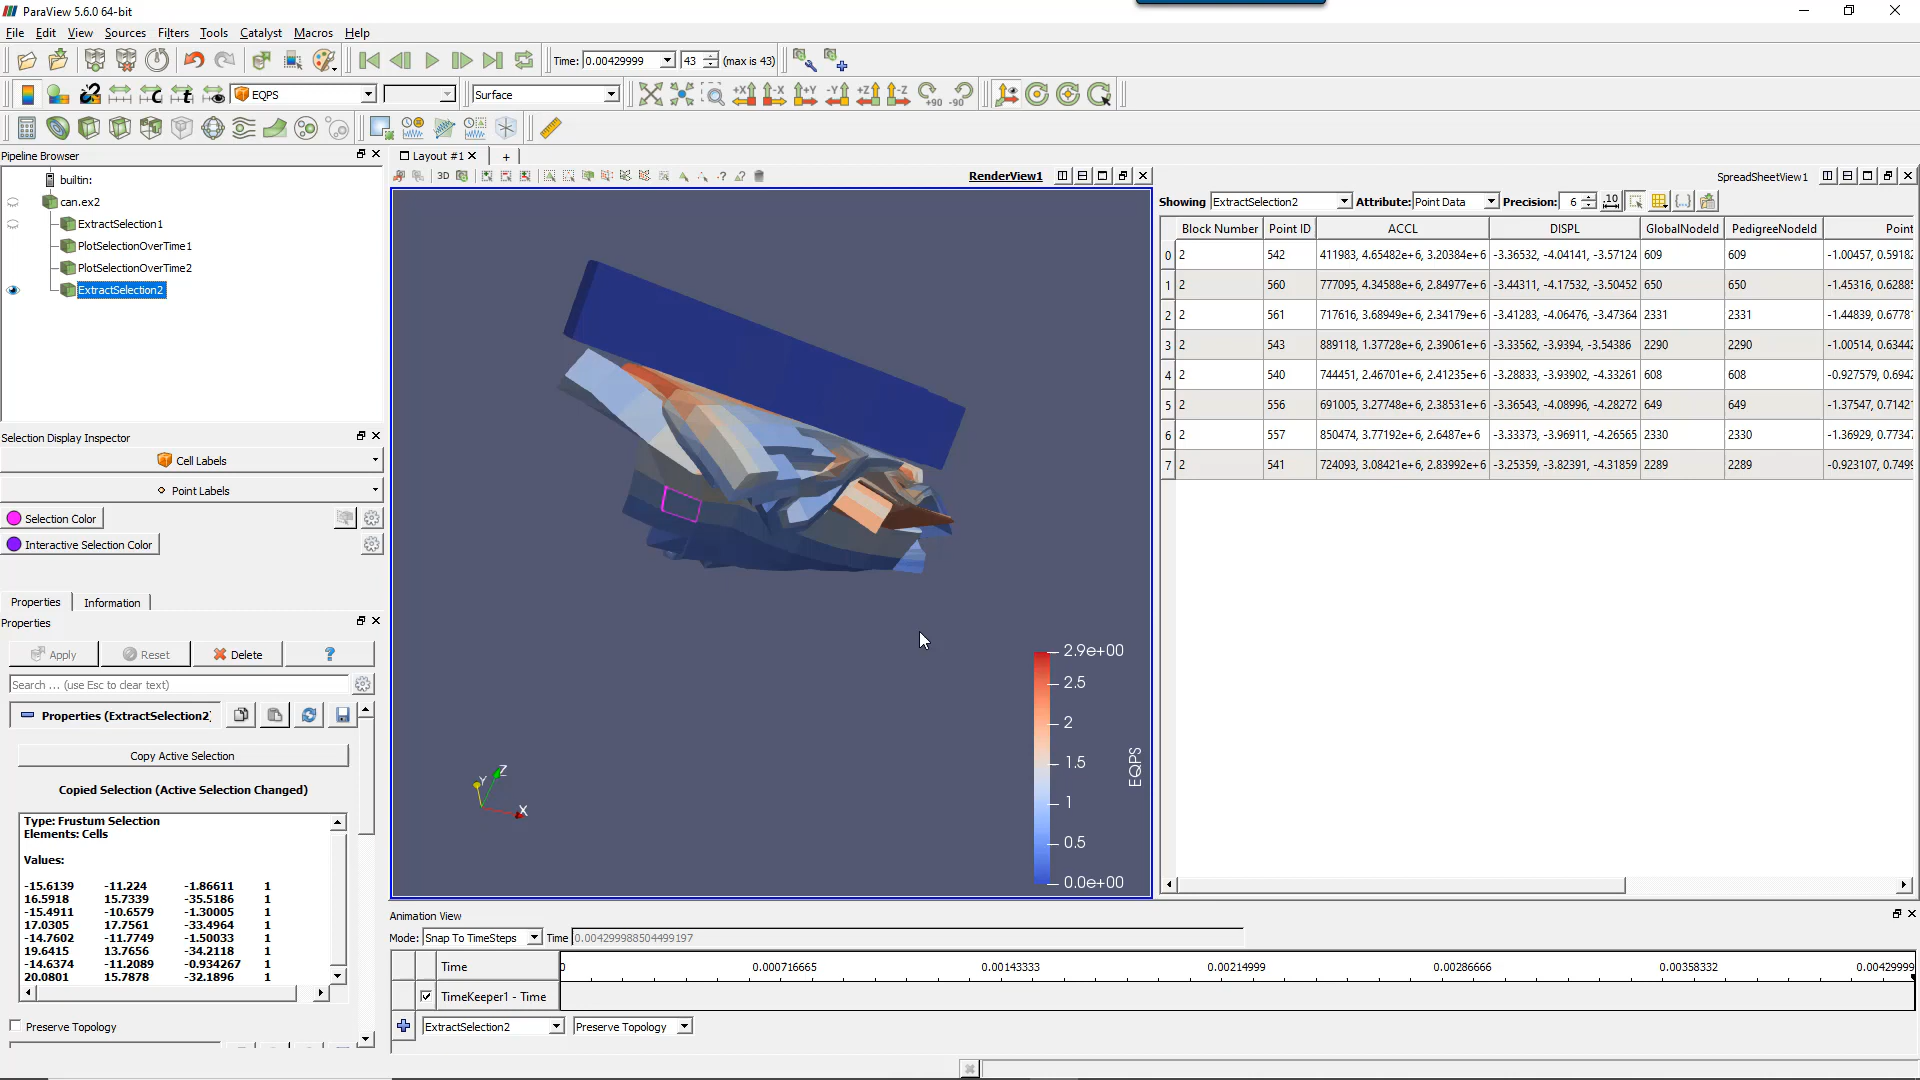 ParaView 5.6.0 64-bit
File Edit View Sources Filters Tools Catalyst Macros Help
Time: 0.00429999 43 (max is 43)
EQPS Surface +X -X +Y -Y +Z -Z +90 -90
Pipeline Browser
builtin:
can.ex2
ExtractSelection1
PlotSelectionOverTime1
PlotSelectionOverTime2
ExtractSelection2
Selection Display Inspector
Cell Labels
Point Labels
Selection Color
Interactive Selection Color
Properties Information
Properties
Apply Reset Delete ?
Search ... (use Esc to clear text)
Properties (ExtractSelection2)
Copy Active Selection
Copied Selection (Active Selection Changed)
Type: Frustum Selection
Elements: Cells
Values:
-15.6139 -11.224 -1.86611 1
16.5918 15.7339 -35.5186 1
-15.4911 -10.6579 -1.30005 1
17.0305 17.7561 -33.4964 1
-14.7602 -11.7749 -1.50033 1
19.6415 13.7656 -34.2118 1
-14.6374 -11.2089 -0.934267 1
20.0801 15.7878 -32.1896 1
Preserve Topology
Layout #1 +
3D RenderView1
Y Z
X
2.9e+00
2.5
2
1.5
1
0.5
0.0e+00
EQPS
SpreadSheetView1
Showing ExtractSelection2 Attribute: Point Data Precision: 6 .10
Block Number Point ID ACCL DISPL GlobalNodeId PedigreeNodeId Point
0 2 542 411983, 4.65482e+6, 3.20384e+6 -3.36532, -4.04141, -3.57124 609 609 -1.00457, 0.59182
1 2 560 777095, 4.34588e+6, 2.84977e+6 -3.44311, -4.17532, -3.50452 650 650 -1.45316, 0.62885
2 2 561 717616, 3.68949e+6, 2.34179e+6 -3.41283, -4.06476, -3.47364 2331 2331 -1.44839, 0.67781
3 2 543 889118, 1.37728e+6, 2.39061e+6 -3.33562, -3.9394, -3.54386 2290 2290 -1.00514, 0.63442
4 2 540 744451, 2.46701e+6, 2.41235e+6 -3.28833, -3.93902, -4.33261 608 608 -0.927579, 0.6942
5 2 556 691005, 3.27748e+6, 2.38531e+6 -3.36543, -4.08996, -4.28272 649 649 -1.37547, 0.71421
6 2 557 850474, 3.77192e+6, 2.6487e+6 -3.33373, -3.96911, -4.26565 2330 2330 -1.36929, 0.77347
7 2 541 724093, 3.08421e+6, 2.83992e+6 -3.25359, -3.82391, -4.31859 2289 2289 -0.923107, 0.7499
Animation View
Mode: Snap To TimeSteps Time 0.004299988504499197
Time 0 0.000716665 0.00143333 0.00214999 0.00286666 0.00358332 0.00429999
TimeKeeper1 - Time
ExtractSelection2 Preserve Topology